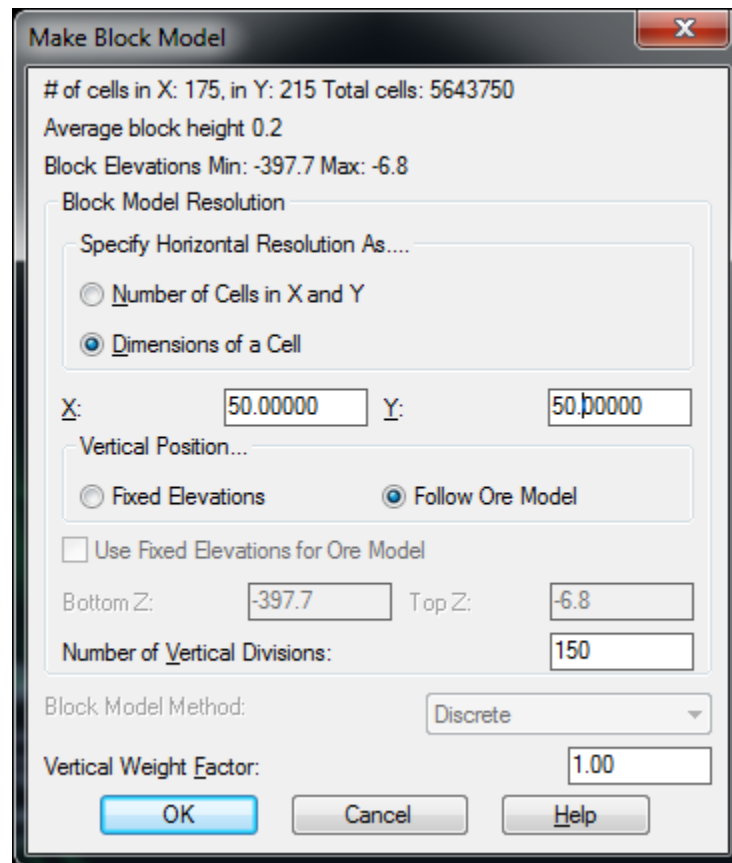 Make Block Model
# of cells in X: 175, in Y: 215 Total cells: 5643750
Average block height 0.2
Block Elevations Min: -397.7 Max: -6.8
Block Model Resolution
Specify Horizontal Resolution As....
Number of Cells in X and Y
Dimensions of a Cell
X: 50.00000 Y: 50.00000
Vertical Position...
Fixed Elevations Follow Ore Model
Use Fixed Elevations for Ore Model
Bottom Z: -397.7 Top Z: -6.8
Number of Vertical Divisions: 150
Block Model Method: Discrete
Vertical Weight Factor: 1.00
OK Cancel Help